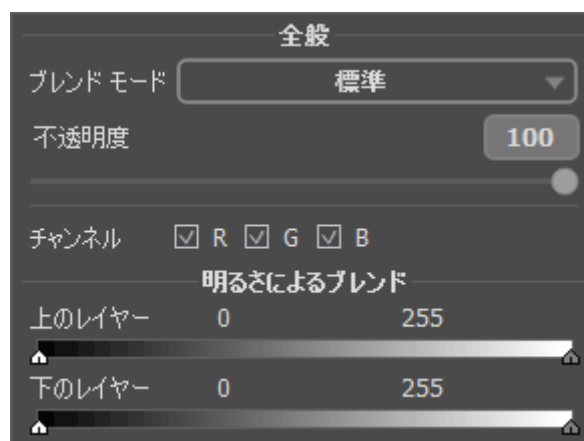 全般
ブレンド モード 標準
不透明度 100
チャンネル R G B
明るさによるブレンド
上のレイヤー 0 255
下のレイヤー 0 255